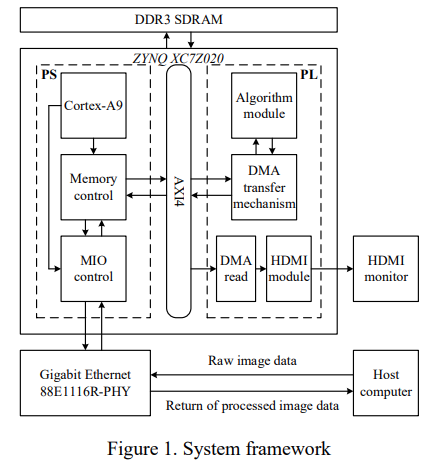 DDR3 SDRAM
ZYNQ XC7Z020
PS
PL
Cortex-A9
Algorithm
module
Memory
control
AXI4
DMA
transfer
mechanism
MIO
control
DMA
read
HDMI
module
HDMI
monitor
Gigabit Ethernet
88E1116R-PHY
Raw image data
Return of processed image data
Host
computer
Figure 1. System framework